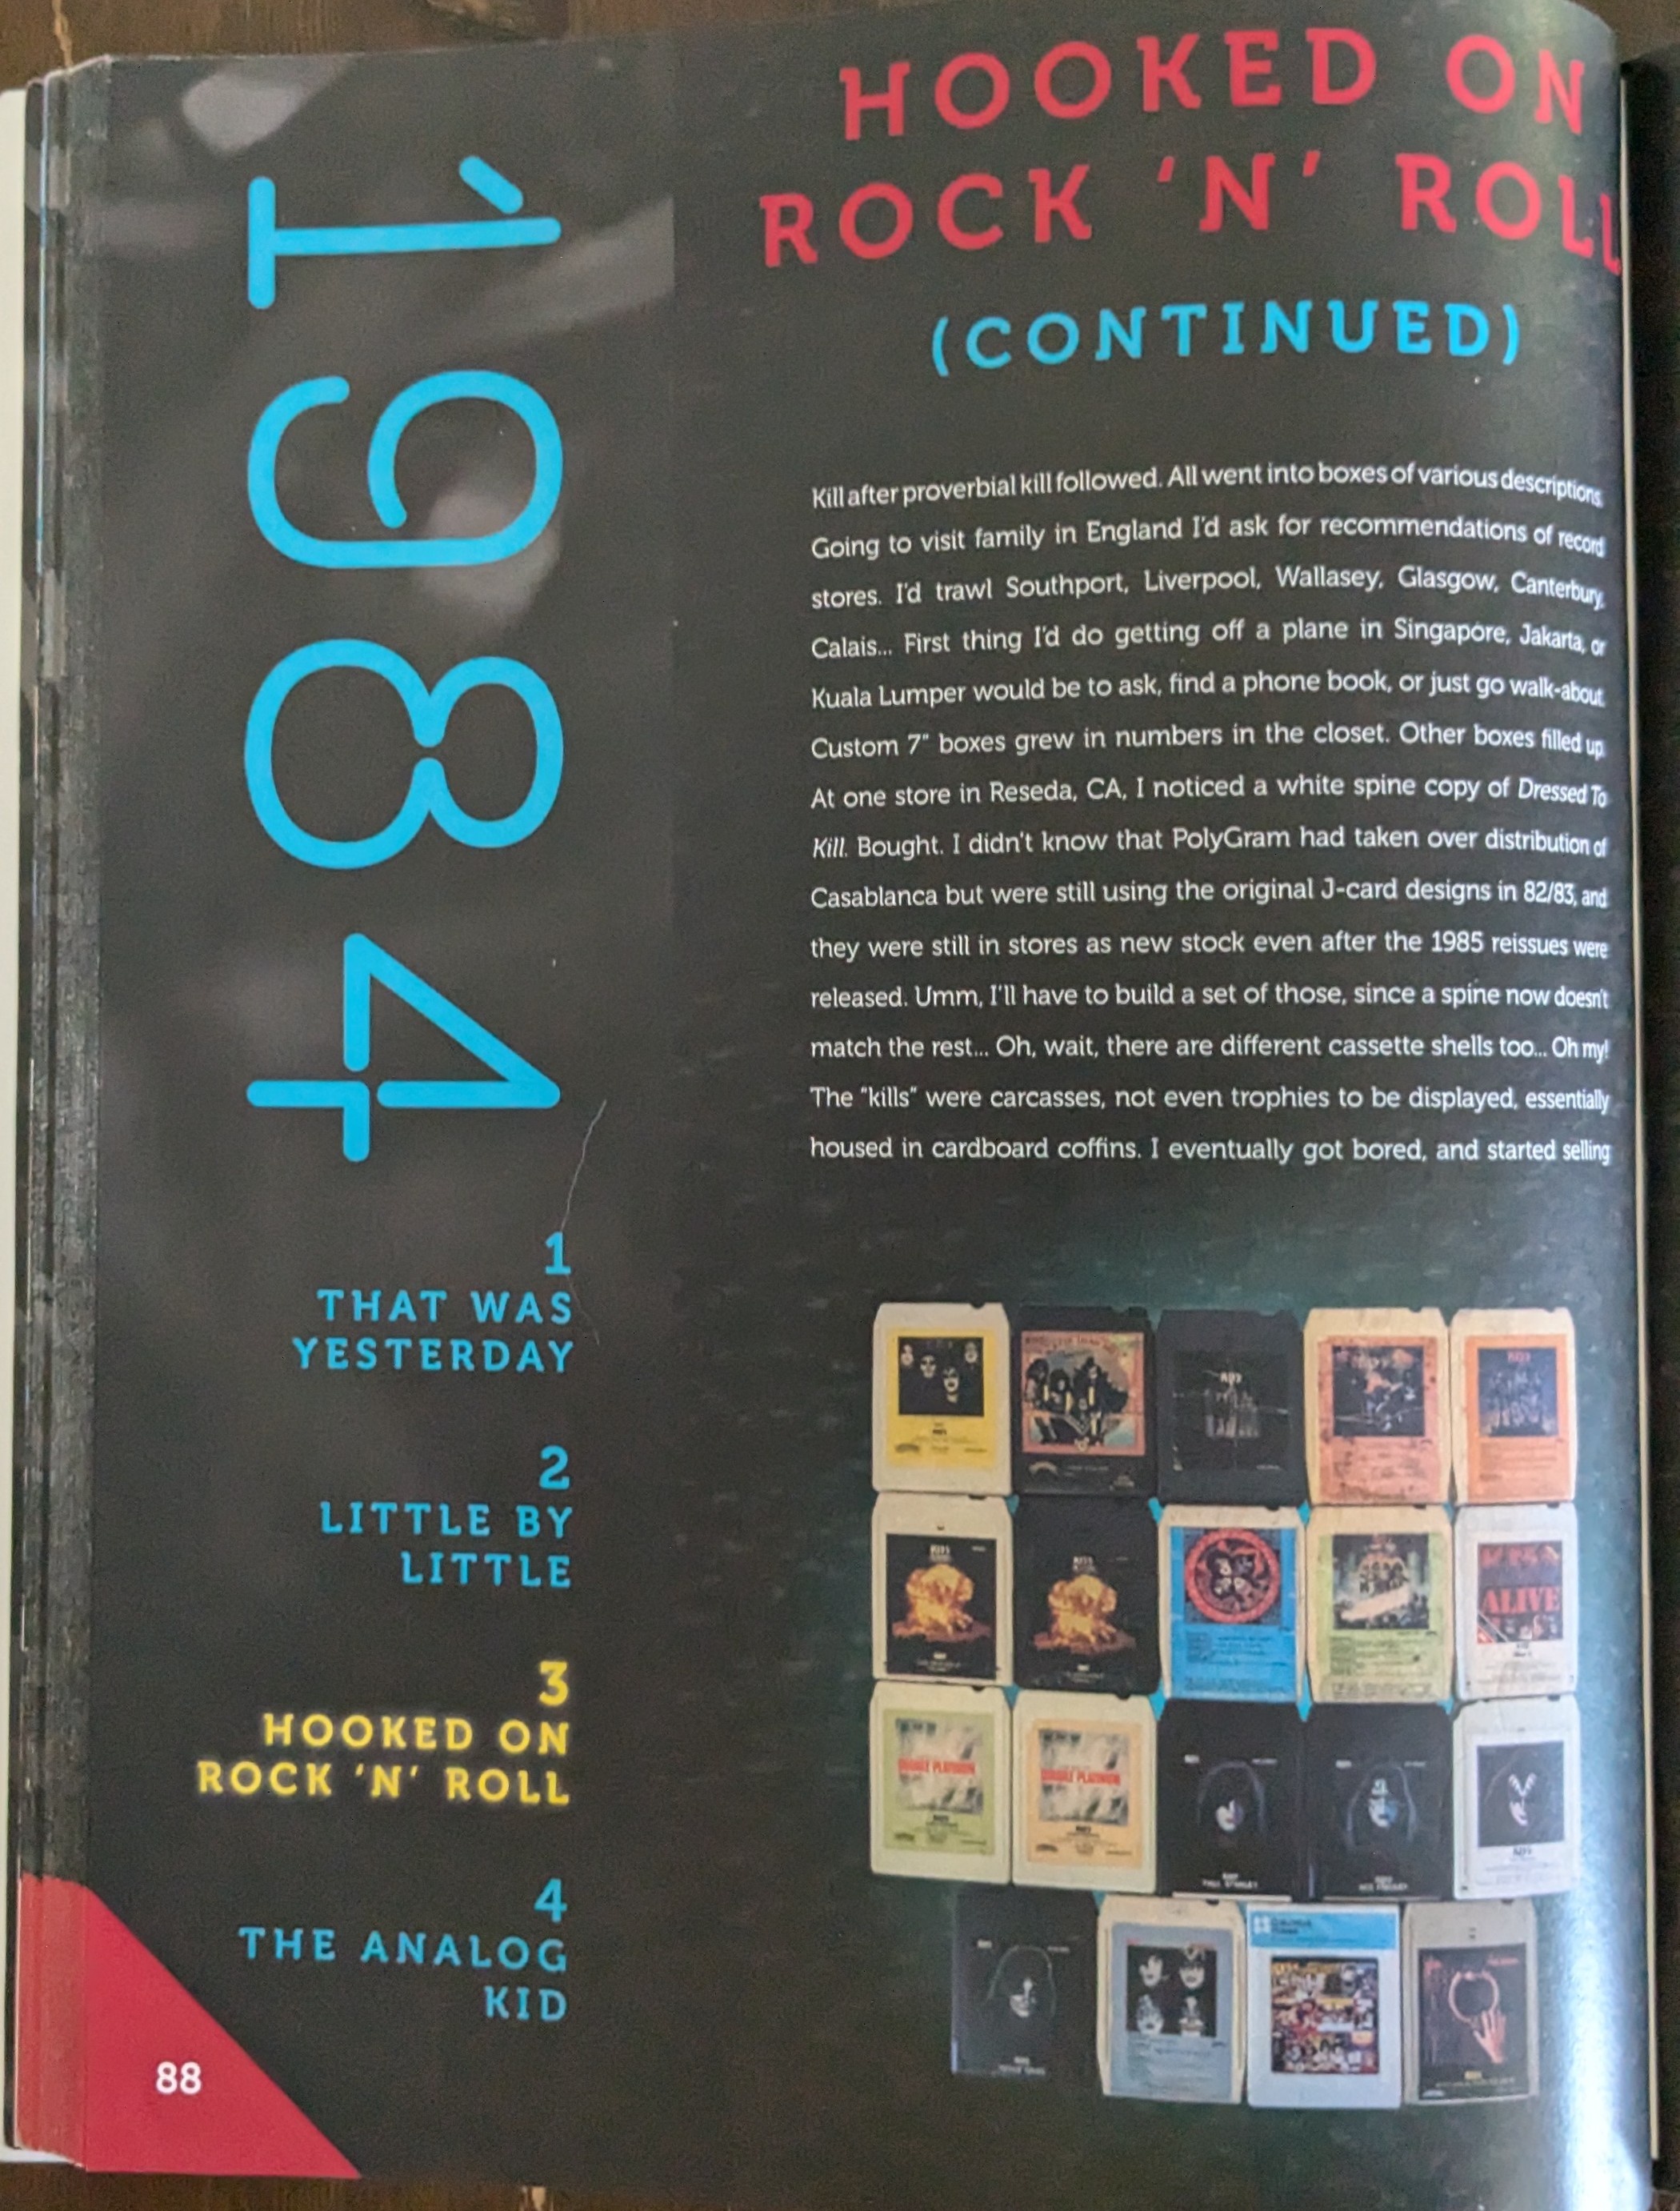 1984
1
THAT WAS
YESTERDAY
2
LITTLE BY
LITTLE
3
HOOKED ON
ROCK 'N' ROLL
4
THE ANALOG
KID
88
HOOKED ON
ROCK 'N' ROLL
(CONTINUED)
Kill after proverbial kill followed. All went into boxes of various descriptions.
Going to visit family in England I'd ask for recommendations of record
stores. I'd trawl Southport, Liverpool, Wallasey, Glasgow, Canterbury,
Calais... First thing I'd do getting off a plane in Singapore, Jakarta, or
Kuala Lumper would be to ask, find a phone book, or just go walk-about.
Custom 7" boxes grew in numbers in the closet. Other boxes filled up.
At one store in Reseda, CA, I noticed a white spine copy of Dressed To
Kill. Bought. I didn't know that PolyGram had taken over distribution of
Casablanca but were still using the original J-card designs in 82/83, and
they were still in stores as new stock even after the 1985 reissues were
released. Umm, I'll have to build a set of those, since a spine now doesn't
match the rest... Oh, wait, there are different cassette shells too... Oh my!
The "kills" were carcasses, not even trophies to be displayed, essentially
housed in cardboard coffins. I eventually got bored, and started selling
KISS
ALIVE
DOUBLE PLATINUM
DOUBLE PLATINUM